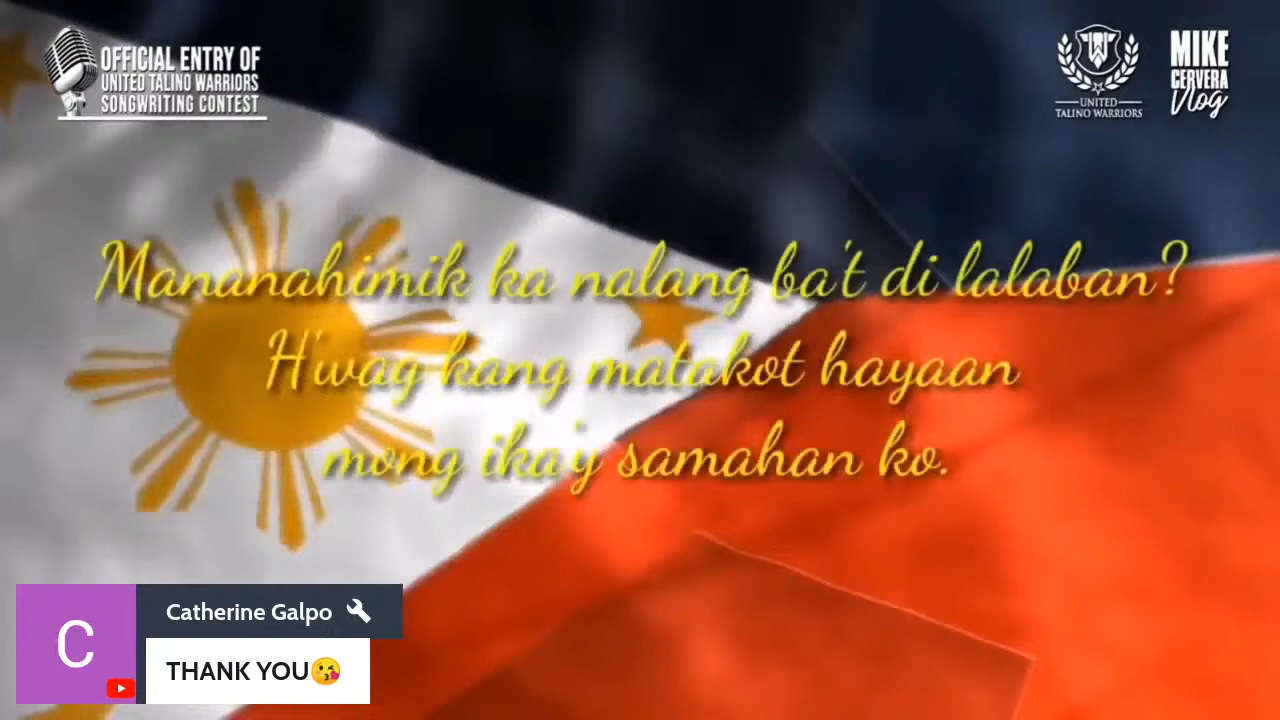 OFFICIAL ENTRY OF
UNITED TALINO WARRIORS
SONGWRITING CONTEST
UNITED
TALINO WARRIORS
MIKE
CERVERA
Vlog
Mananahimik ka nalang ba't di lalaban?
H'wag kang matakot hayaan
mong ika'y samahan ko.
C
Catherine Galpo
THANK YOU😘